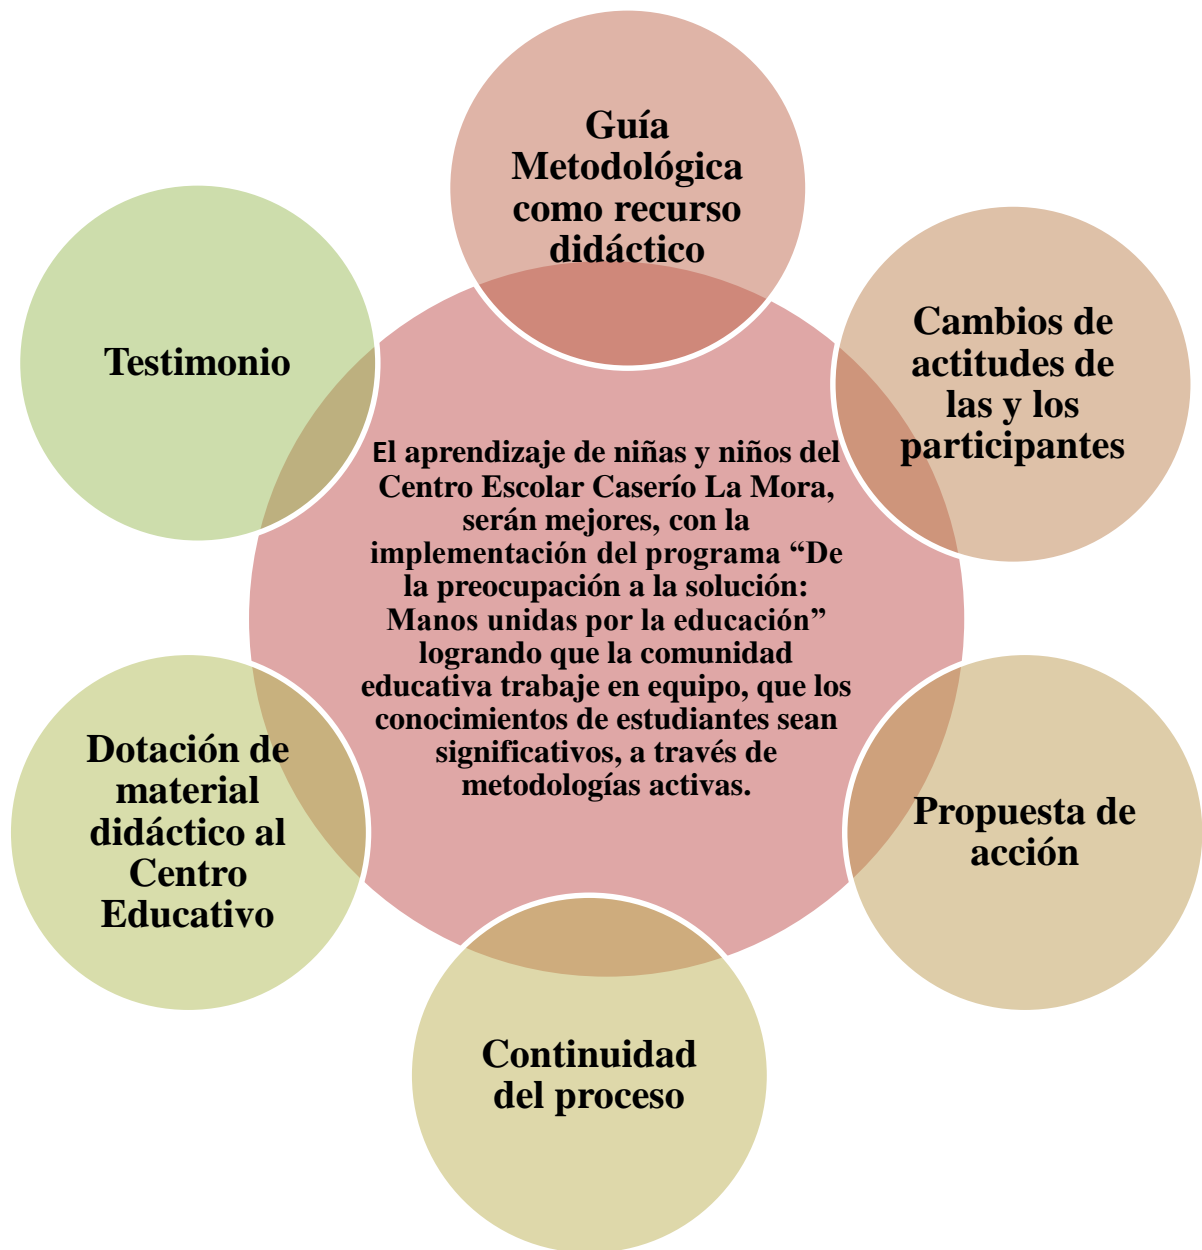 Guía
Metodológica
como recurso
didáctico
Cambios de
actitudes de
las y los
participantes
Propuesta de
acción
Continuidad
del proceso
Dotación de
material
didáctico al
Centro
Educativo
Testimonio
El aprendizaje de niñas y niños del
Centro Escolar Caserío La Mora,
serán mejores, con la
implementación del programa “De
la preocupación a la solución:
Manos unidas por la educación”
logrando que la comunidad
educativa trabaje en equipo, que los
conocimientos de estudiantes sean
significativos, a través de
metodologías activas.